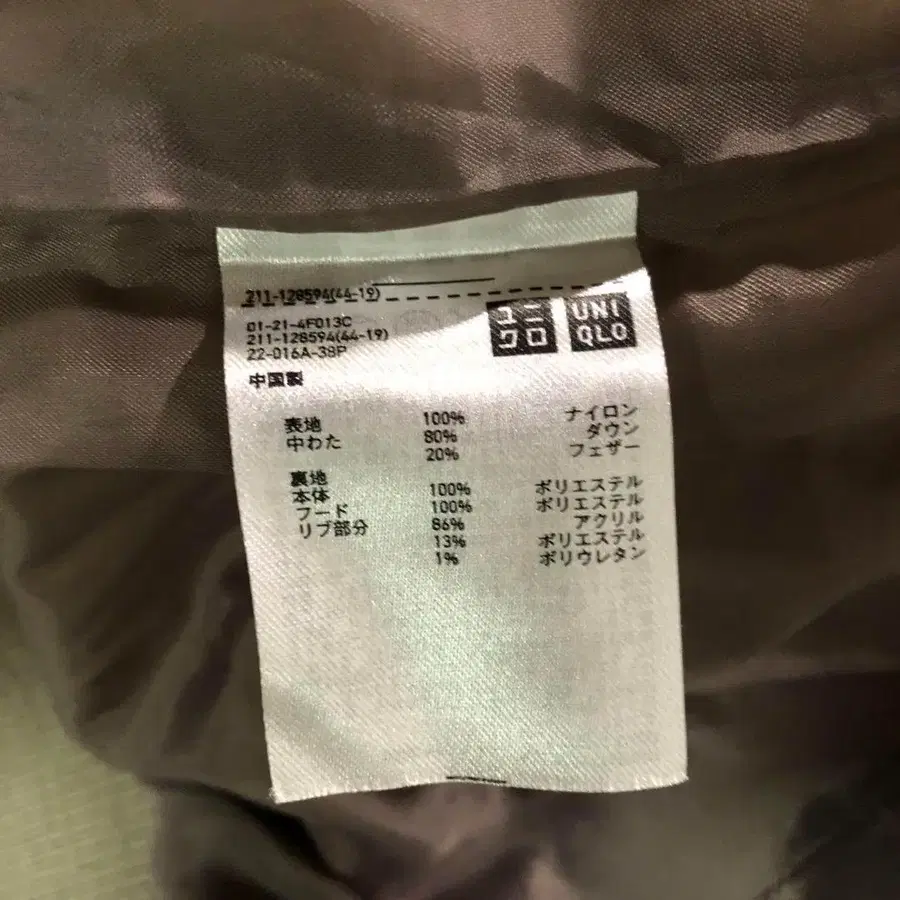 211-128594(44-19)
01-21-4F013C
211-128594(44-19)
22-016A-38P
ユニクロ
UNIQLO
中国製
表地 100% ナイロン
中わた 80% ダウン
20% フェザー
裏地
本体 100% ポリエステル
フード 100% ポリエステル
リブ部分 86% アクリル
13% ポリエステル
1% ポリウレタン